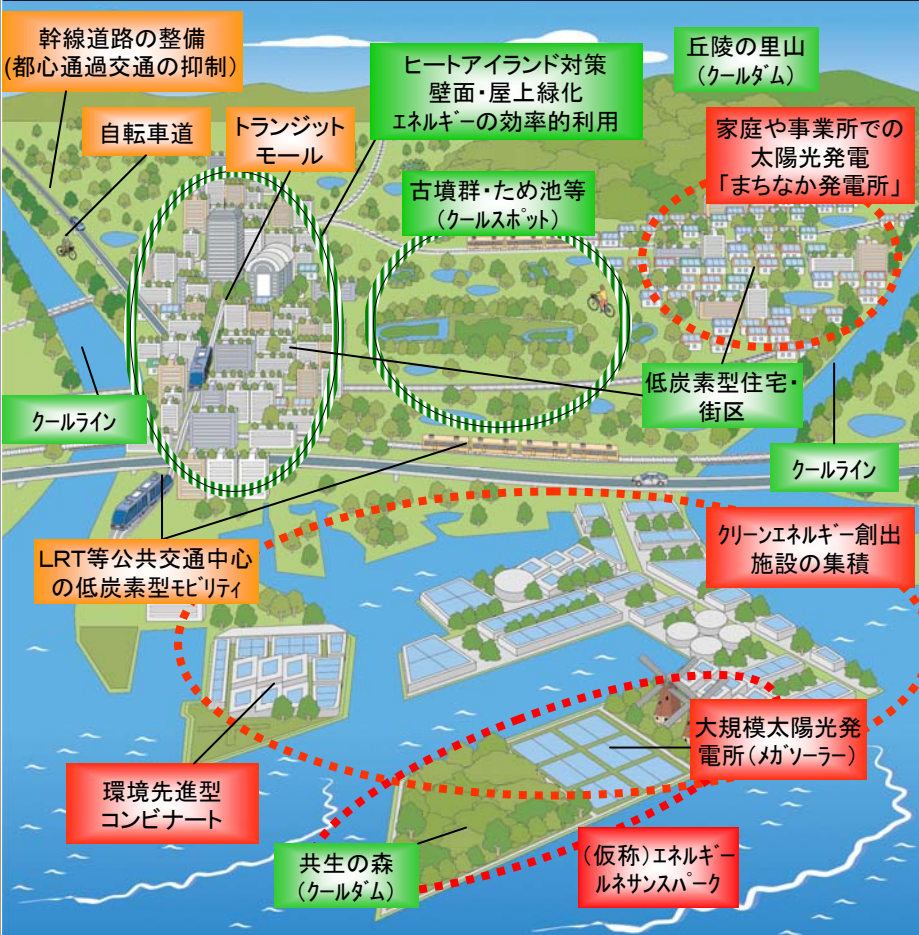 幹線道路の整備
(都心通過交通の抑制)
自転車道
トランジット
モール
ヒートアイランド対策
壁面・屋上緑化
エネルギーの効率的利用
丘陵の里山
(クールダム)
家庭や事業所での
太陽光発電
「まちなか発電所」
古墳群・ため池等
(クールスポット)
クールライン
低炭素型住宅・
街区
クールライン
LRT等公共交通中心
の低炭素型モビリティ
クリーンエネルギー創出
施設の集積
環境先進型
コンビナート
大規模太陽光発
電所(メガソーラー)
共生の森
(クールダム)
(仮称)エネルギー
ルネサンスパーク